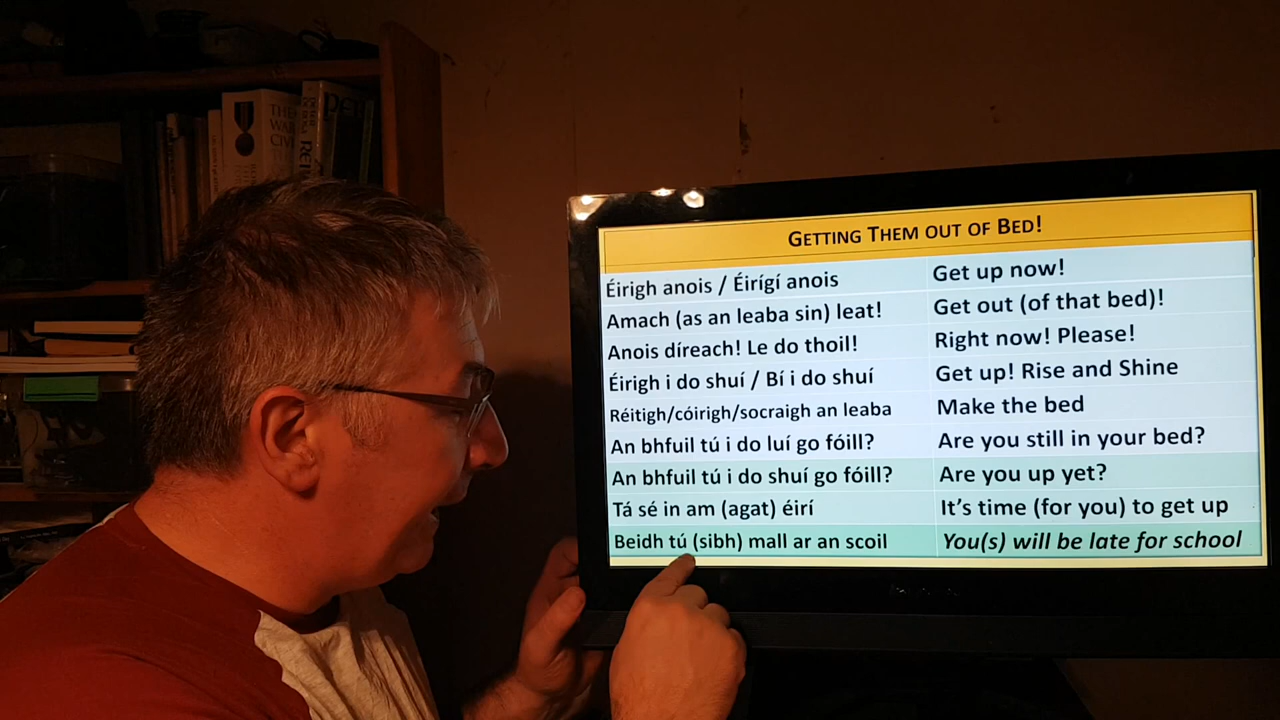 GETTING THEM OUT OF BED!
Éirigh anois / Éirígí anois Get up now!
Amach (as an leaba sin) leat! Get out (of that bed)!
Anois díreach! Le do thoil! Right now! Please!
Éirigh i do shuí / Bí i do shuí Get up! Rise and Shine
Réitigh/cóirigh/socraigh an leaba Make the bed
An bhfuil tú i do luí go fóill? Are you still in your bed?
An bhfuil tú i do shuí go fóill? Are you up yet?
Tá sé in am (agat) éirí It's time (for you) to get up
Beidh tú (sibh) mall ar an scoil You(s) will be late for school
THE
WAR
CIVI